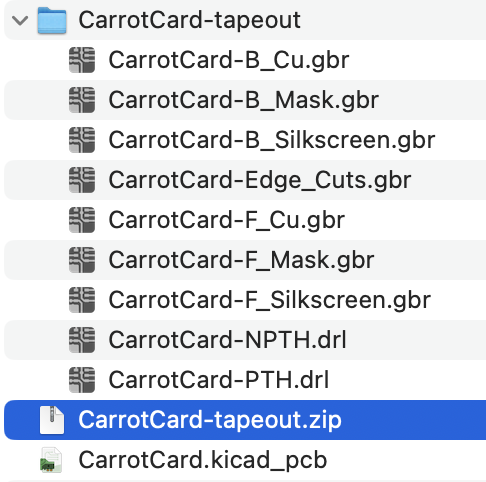 CarrotCard-tapeout
CarrotCard-B_Cu.gbr
CarrotCard-B_Mask.gbr
CarrotCard-B_Silkscreen.gbr
CarrotCard-Edge_Cuts.gbr
CarrotCard-F_Cu.gbr
CarrotCard-F_Mask.gbr
CarrotCard-F_Silkscreen.gbr
CarrotCard-NPTH.drl
CarrotCard-PTH.drl
CarrotCard-tapeout.zip
CarrotCard.kicad_pcb